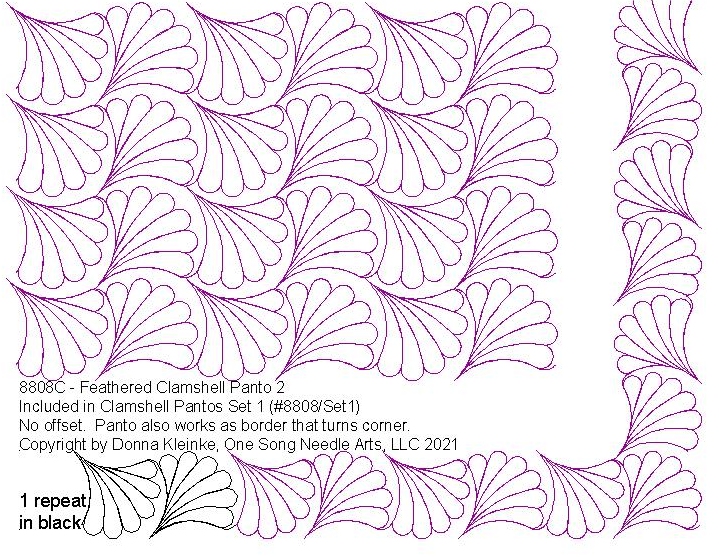 8808C - Feathered Clamshell Panto 2
Included in Clamshell Pantos Set 1 (#8808/Set1)
No offset.  Panto also works as border that turns corner.
Copyright by Donna Kleinke, One Song Needle Arts, LLC 2021
1 repeat
in black